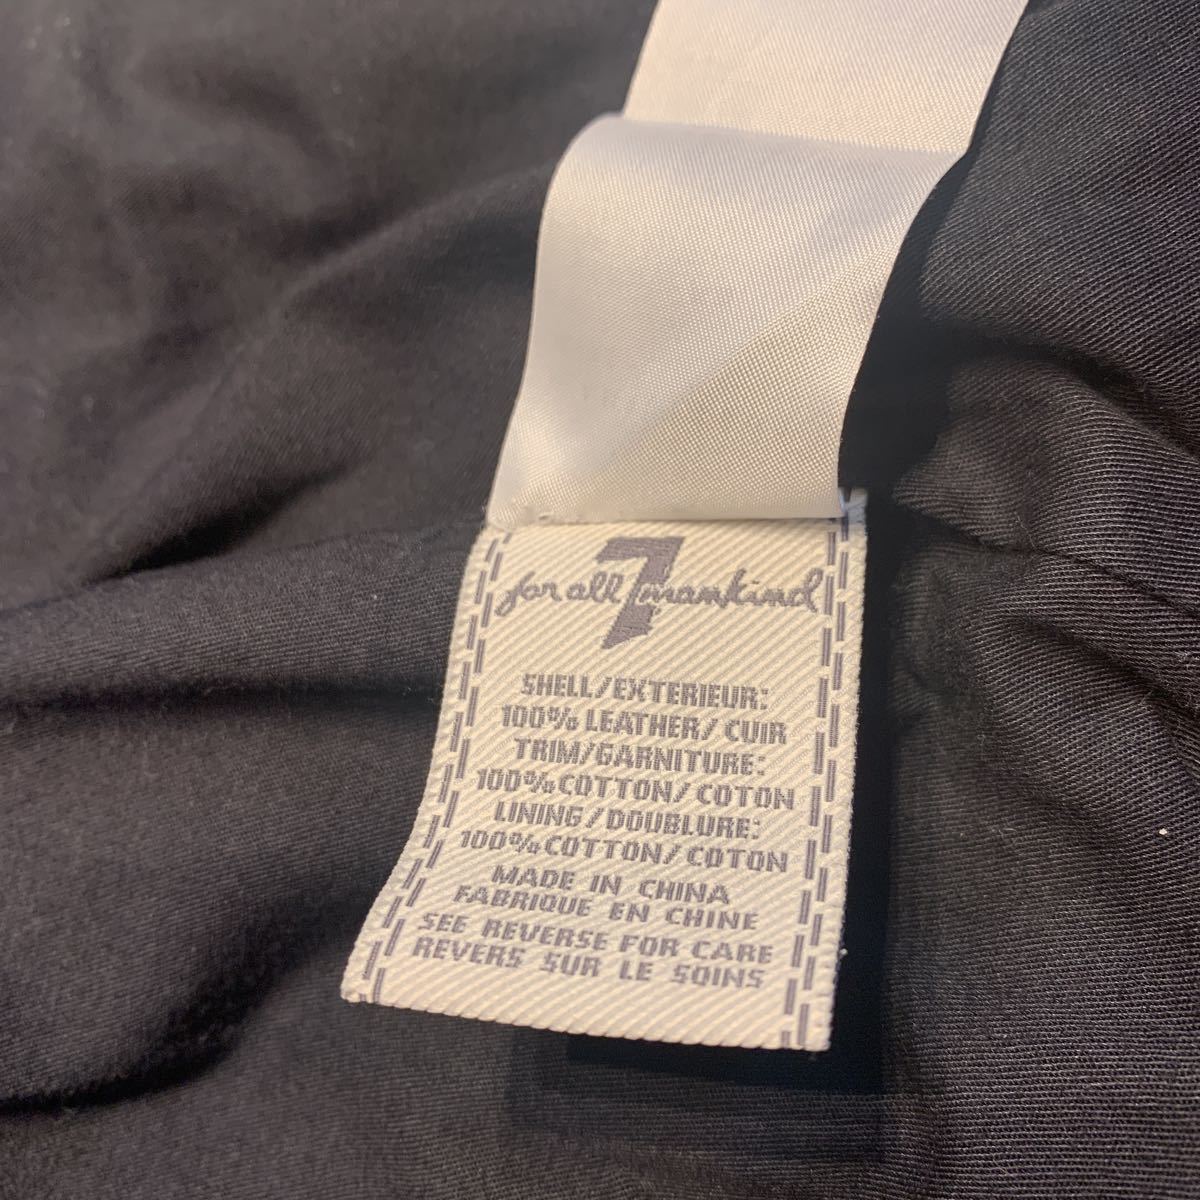 for all 7 mankind
SHELL/EXTERIEUR:
100% LEATHER/ CUIR
TRIM/GARNITURE:
100% COTTON/ COTON
LINING/DOUBLURE:
100% COTTON/ COTON
MADE IN CHINA
FABRIQUE EN CHINE
SEE REVERSE FOR CARE
REVERS SUR LE SOINS